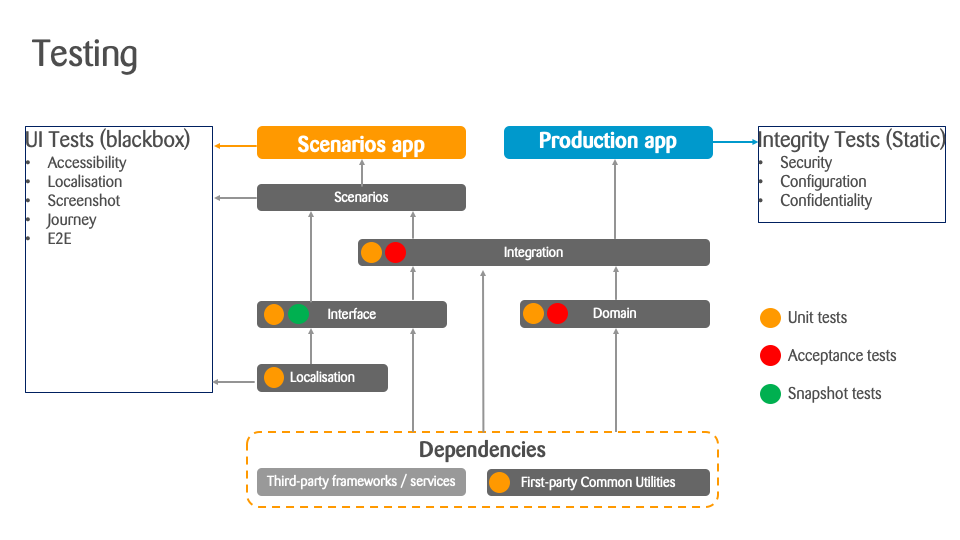 Testing
UI Tests (blackbox)
• Accessibility
• Localisation
• Screenshot
• Journey
• E2E
Scenarios app
Production app
Integrity Tests (Static)
• Security
• Configuration
• Confidentiality
Scenarios
Integration
Interface
Domain
Localisation
Unit tests
Acceptance tests
Snapshot tests
Dependencies
Third-party frameworks / services
First-party Common Utilities